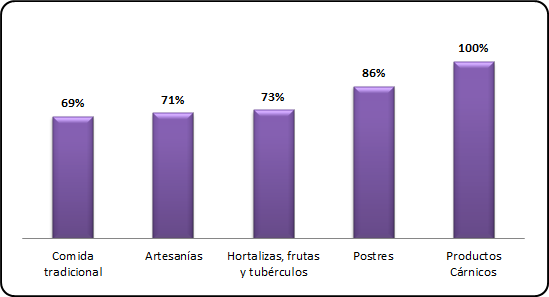 69%
71%
73%
86%
100%
Comida
tradicional
Artesanías
Hortalizas, frutas
y tubérculos
Postres
Productos
Cárnicos